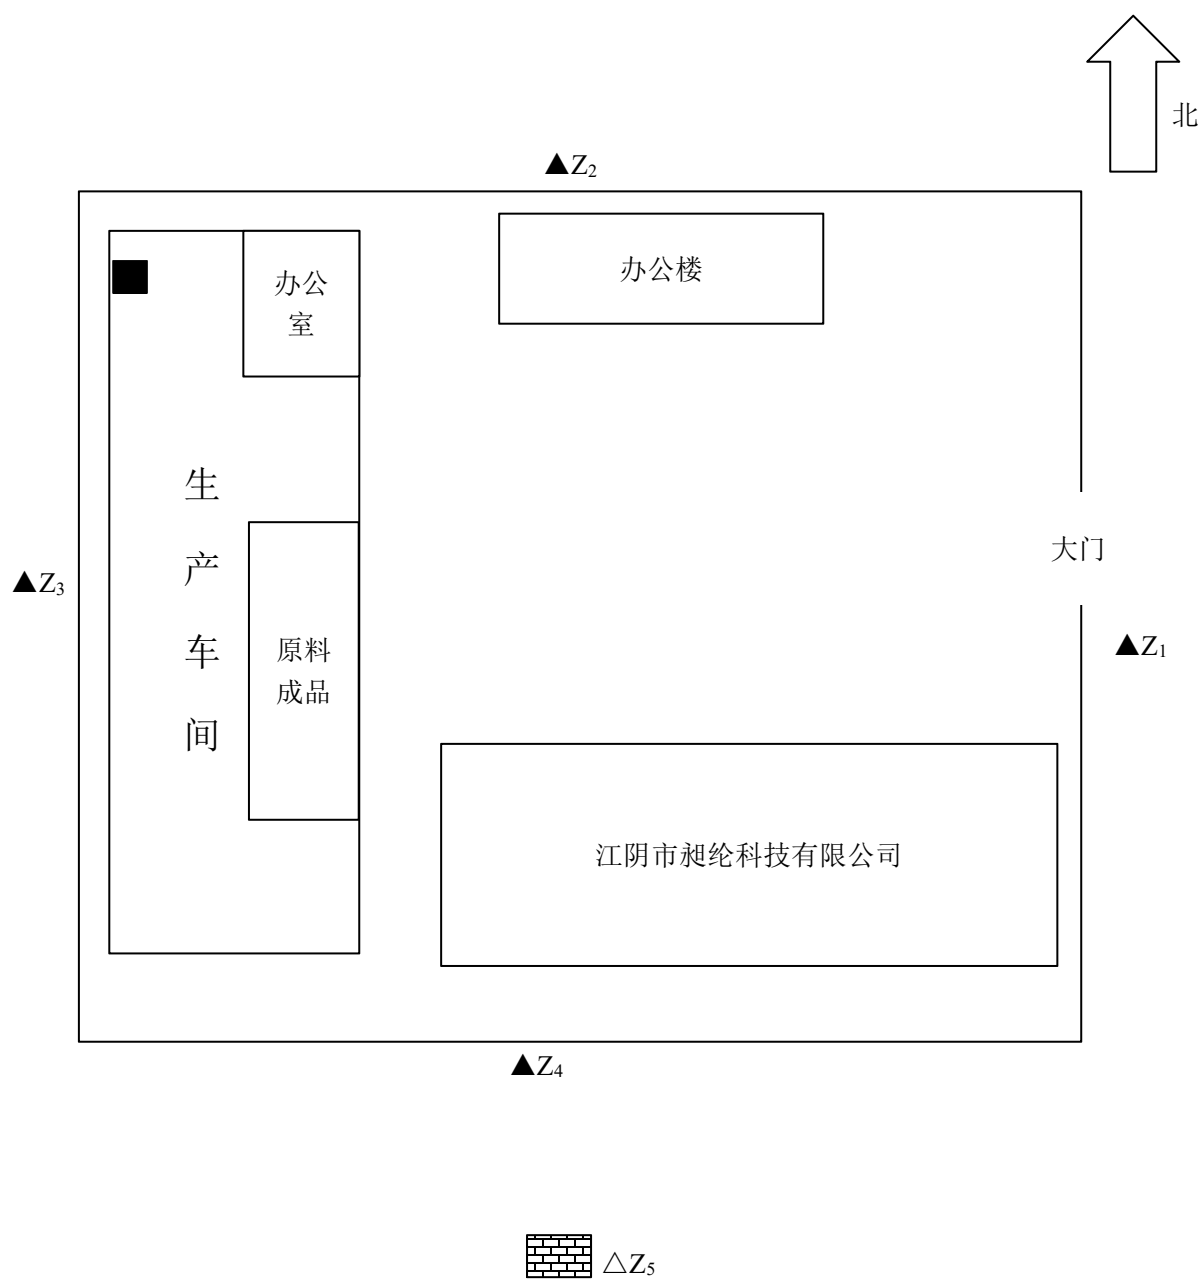 北
▲Z₂
办公楼
办公
室
生
产
车
间
大门
▲Z₃
▲Z₁
原料
成品
江阴市昶纶科技有限公司
▲Z₄
△Z₅